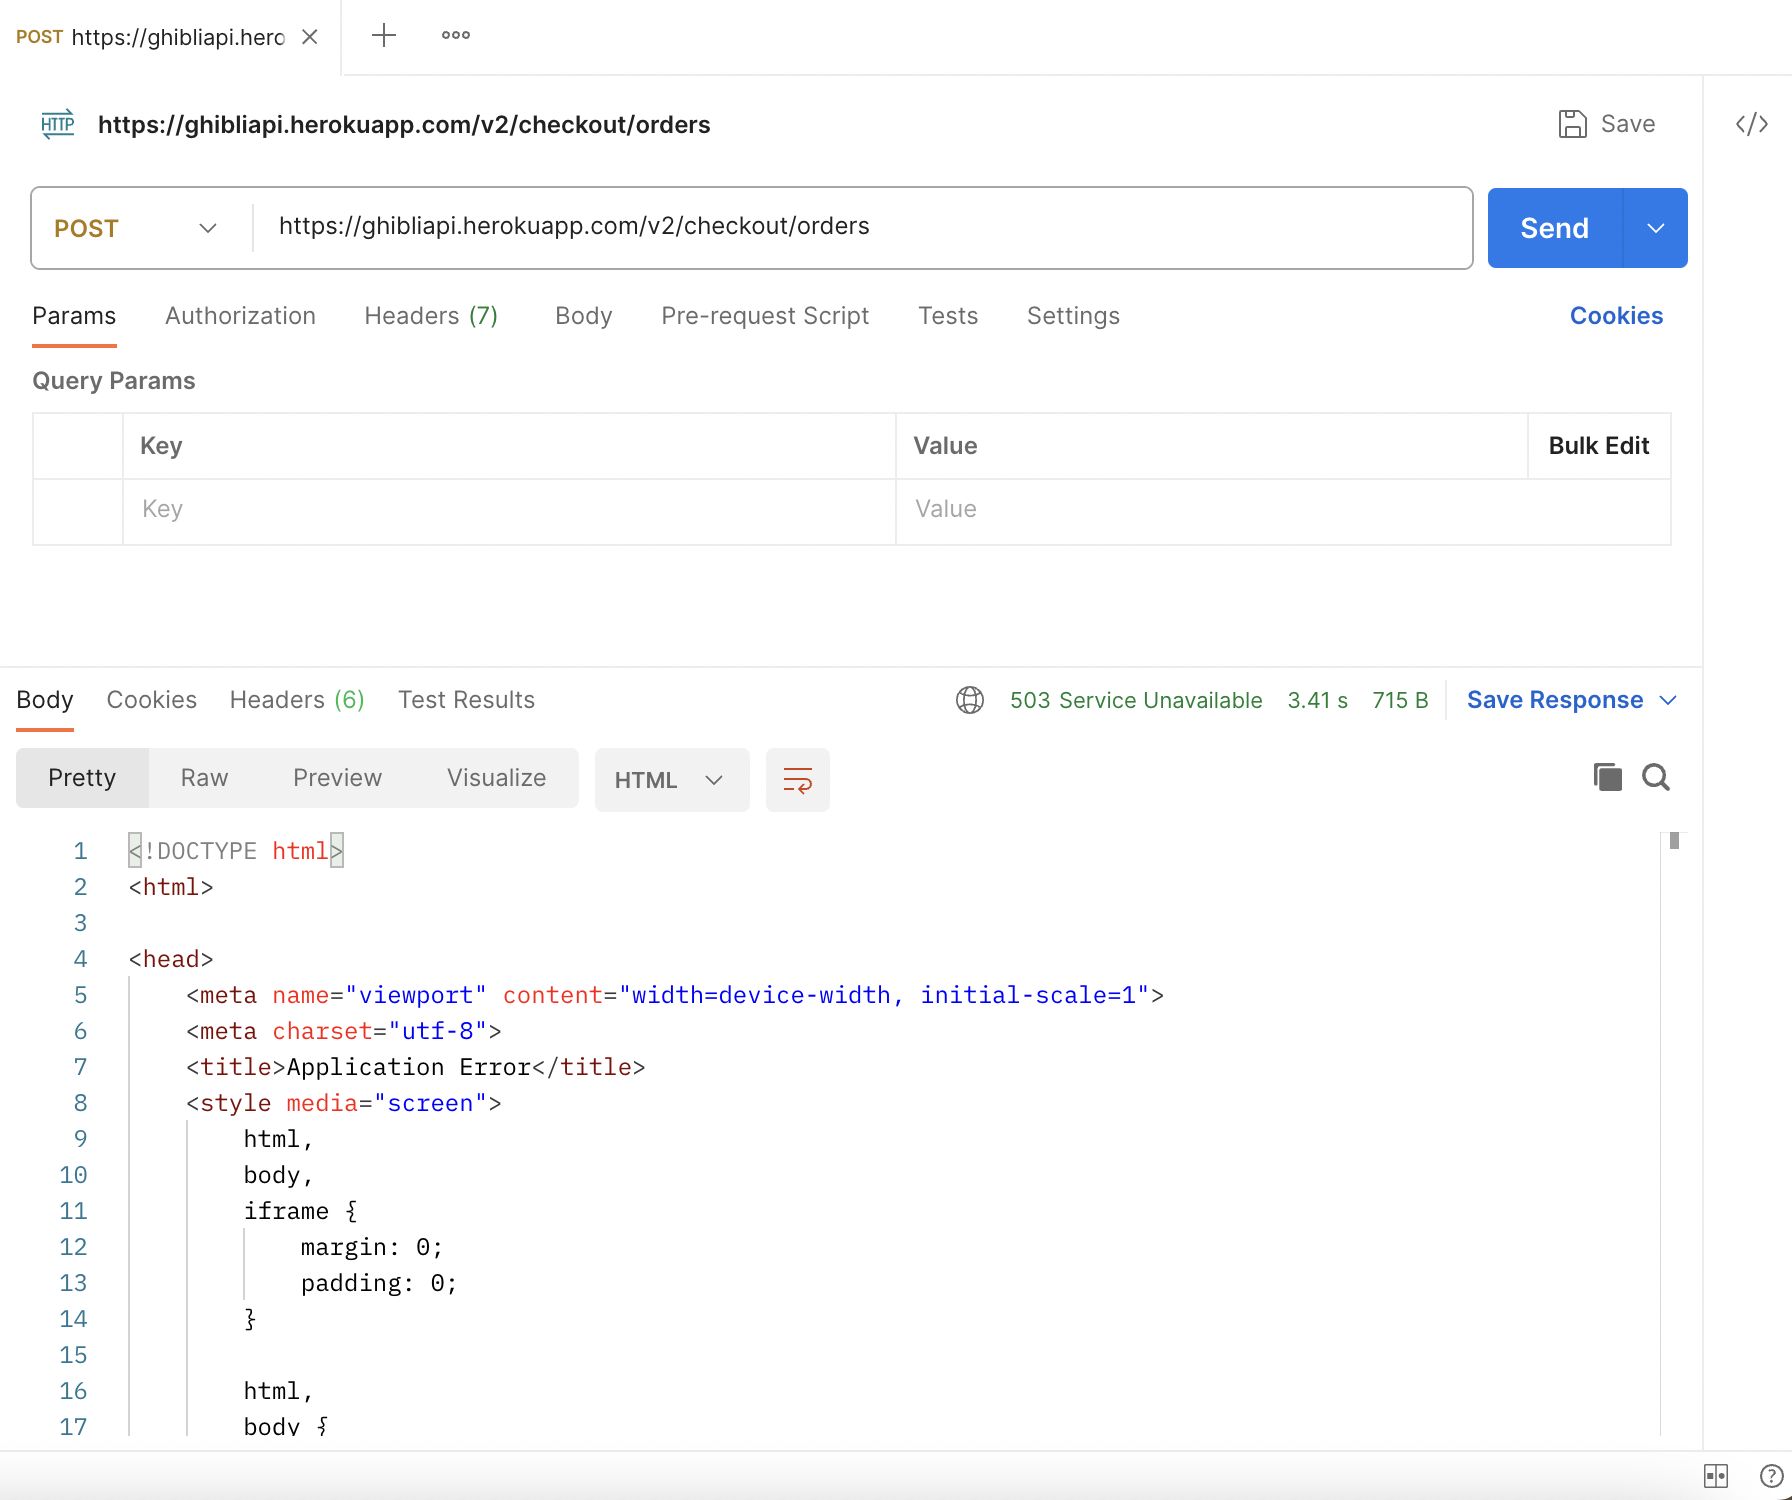 POST https://ghibliapi.hero
HTTP https://ghibliapi.herokuapp.com/v2/checkout/orders Save </>
POST https://ghibliapi.herokuapp.com/v2/checkout/orders Send
Params Authorization Headers (7) Body Pre-request Script Tests Settings Cookies
Query Params
Key Value Bulk Edit
Key Value
Body Cookies Headers (6) Test Results 503 Service Unavailable 3.41 s 715 B Save Response
Pretty Raw Preview Visualize HTML
1 <!DOCTYPE html>
2 <html>
3
4 <head>
5 <meta name="viewport" content="width=device-width, initial-scale=1">
6 <meta charset="utf-8">
7 <title>Application Error</title>
8 <style media="screen">
9 html,
10 body,
11 iframe {
12 margin: 0;
13 padding: 0;
14 }
15
16 html,
17 body {